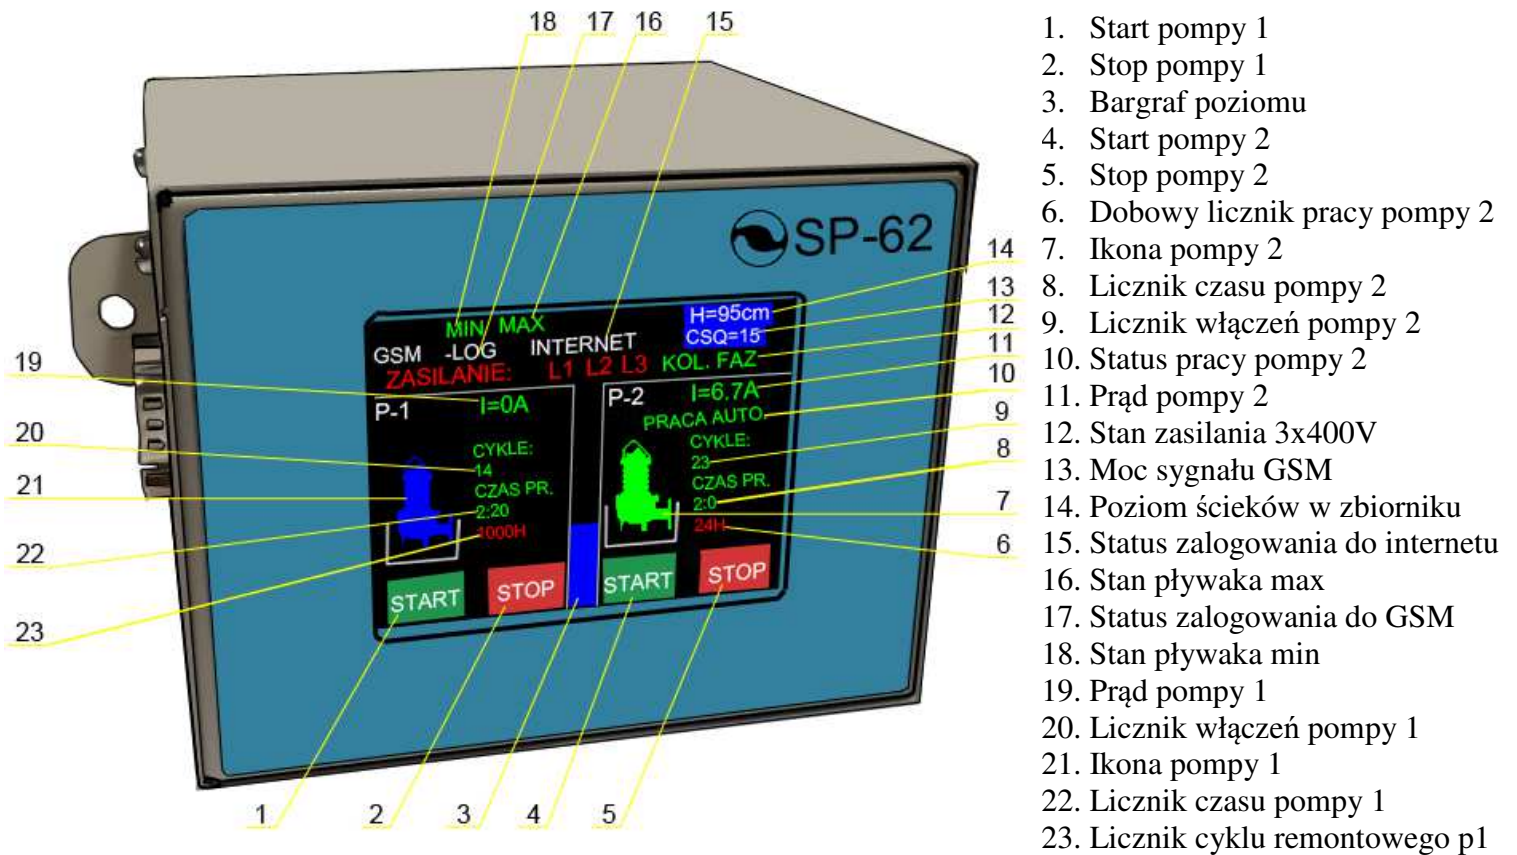 18 17 16 15
SP-62
MIN MAX
H=95cm
GSM -LOG INTERNET CSQ=15
ZASILANIE: L1 L2 L3 KOL. FAZ
P-1 I=0A
P-2 I=6.7A
PRACA AUTO.
CYKLE:
14
CZAS PR.
2:20
1000H
CYKLE:
23
CZAS PR.
2:0
24H
START STOP START STOP
14
13
12
11
10
9
8
7
6
19
20
21
22
23
1 2 3 4 5
1. Start pompy 1
2. Stop pompy 1
3. Bargraf poziomu
4. Start pompy 2
5. Stop pompy 2
6. Dobowy licznik pracy pompy 2
7. Ikona pompy 2
8. Licznik czasu pompy 2
9. Licznik włączeń pompy 2
10. Status pracy pompy 2
11. Prąd pompy 2
12. Stan zasilania 3x400V
13. Moc sygnału GSM
14. Poziom ścieków w zbiorniku
15. Status zalogowania do internetu
16. Stan pływaka max
17. Status zalogowania do GSM
18. Stan pływaka min
19. Prąd pompy 1
20. Licznik włączeń pompy 1
21. Ikona pompy 1
22. Licznik czasu pompy 1
23. Licznik cyklu remontowego p1